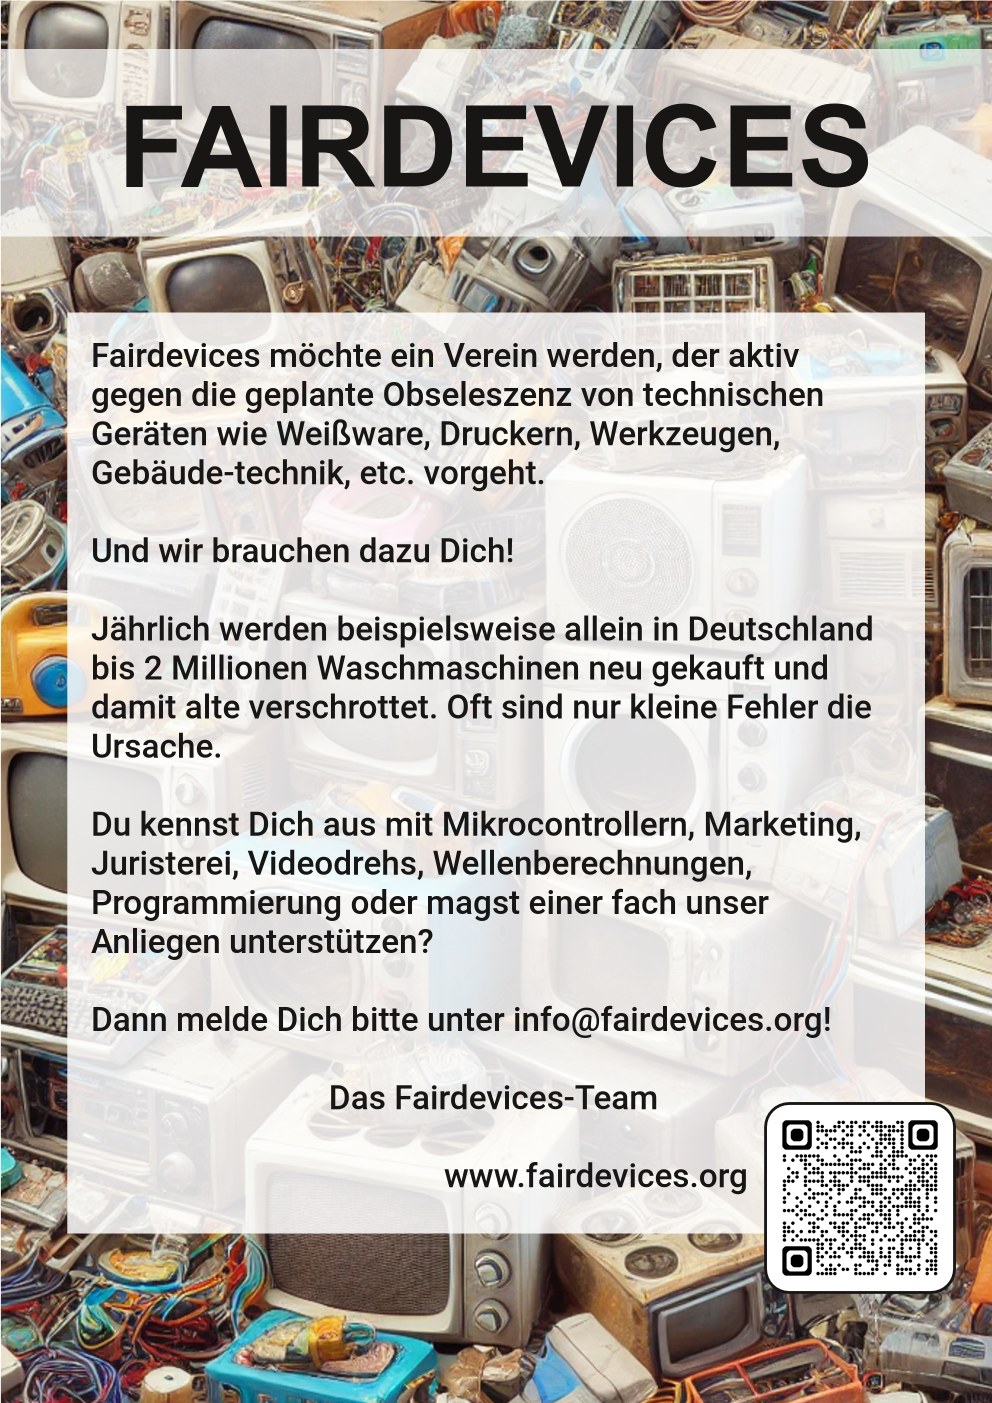 FAIRDEVICES
Fairdevices möchte ein Verein werden, der aktiv
gegen die geplante Obseleszenz von technischen
Geräten wie Weißware, Druckern, Werkzeugen,
Gebäude-technik, etc. vorgeht.
Und wir brauchen dazu Dich!
Jährlich werden beispielsweise allein in Deutschland
bis 2 Millionen Waschmaschinen neu gekauft und
damit alte verschrottet. Oft sind nur kleine Fehler die
Ursache.
Du kennst Dich aus mit Mikrocontrollern, Marketing,
Juristerei, Videodrehs, Wellenberechnungen,
Programmierung oder magst einer fach unser
Anliegen unterstützen?
Dann melde Dich bitte unter info@fairdevices.org!
Das Fairdevices-Team
www.fairdevices.org